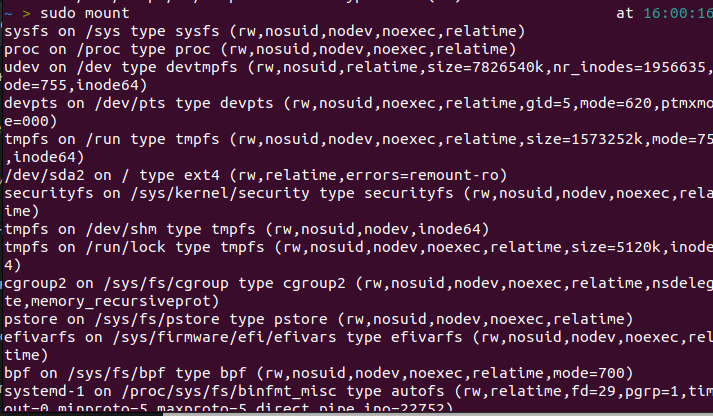 ~ > sudo mount at 16:00:16
sysfs on /sys type sysfs (rw,nosuid,nodev,noexec,relatime)
proc on /proc type proc (rw,nosuid,nodev,noexec,relatime)
udev on /dev type devtmpfs (rw,nosuid,relatime,size=7826540k,nr_inodes=1956635,
ode=755,inode64)
devpts on /dev/pts type devpts (rw,nosuid,noexec,relatime,gid=5,mode=620,ptmxmo
e=000)
tmpfs on /run type tmpfs (rw,nosuid,nodev,noexec,relatime,size=1573252k,mode=75
,inode64)
/dev/sda2 on / type ext4 (rw,relatime,errors=remount-ro)
securityfs on /sys/kernel/security type securityfs (rw,nosuid,nodev,noexec,rela
ime)
tmpfs on /dev/shm type tmpfs (rw,nosuid,nodev,inode64)
tmpfs on /run/lock type tmpfs (rw,nosuid,nodev,noexec,relatime,size=5120k,inode
4)
cgroup2 on /sys/fs/cgroup type cgroup2 (rw,nosuid,nodev,noexec,relatime,nsdeleg
te,memory_recursiveprot)
pstore on /sys/fs/pstore type pstore (rw,nosuid,nodev,noexec,relatime)
efivarfs on /sys/firmware/efi/efivars type efivarfs (rw,nosuid,nodev,noexec,rel
time)
bpf on /sys/fs/bpf type bpf (rw,nosuid,nodev,noexec,relatime,mode=700)
systemd-1 on /proc/sys/fs/binfmt_misc type autofs (rw,relatime,fd=29,pgrp=1,tim
out=0,minproto=5,maxproto=5,direct,pipe_ino=22752)